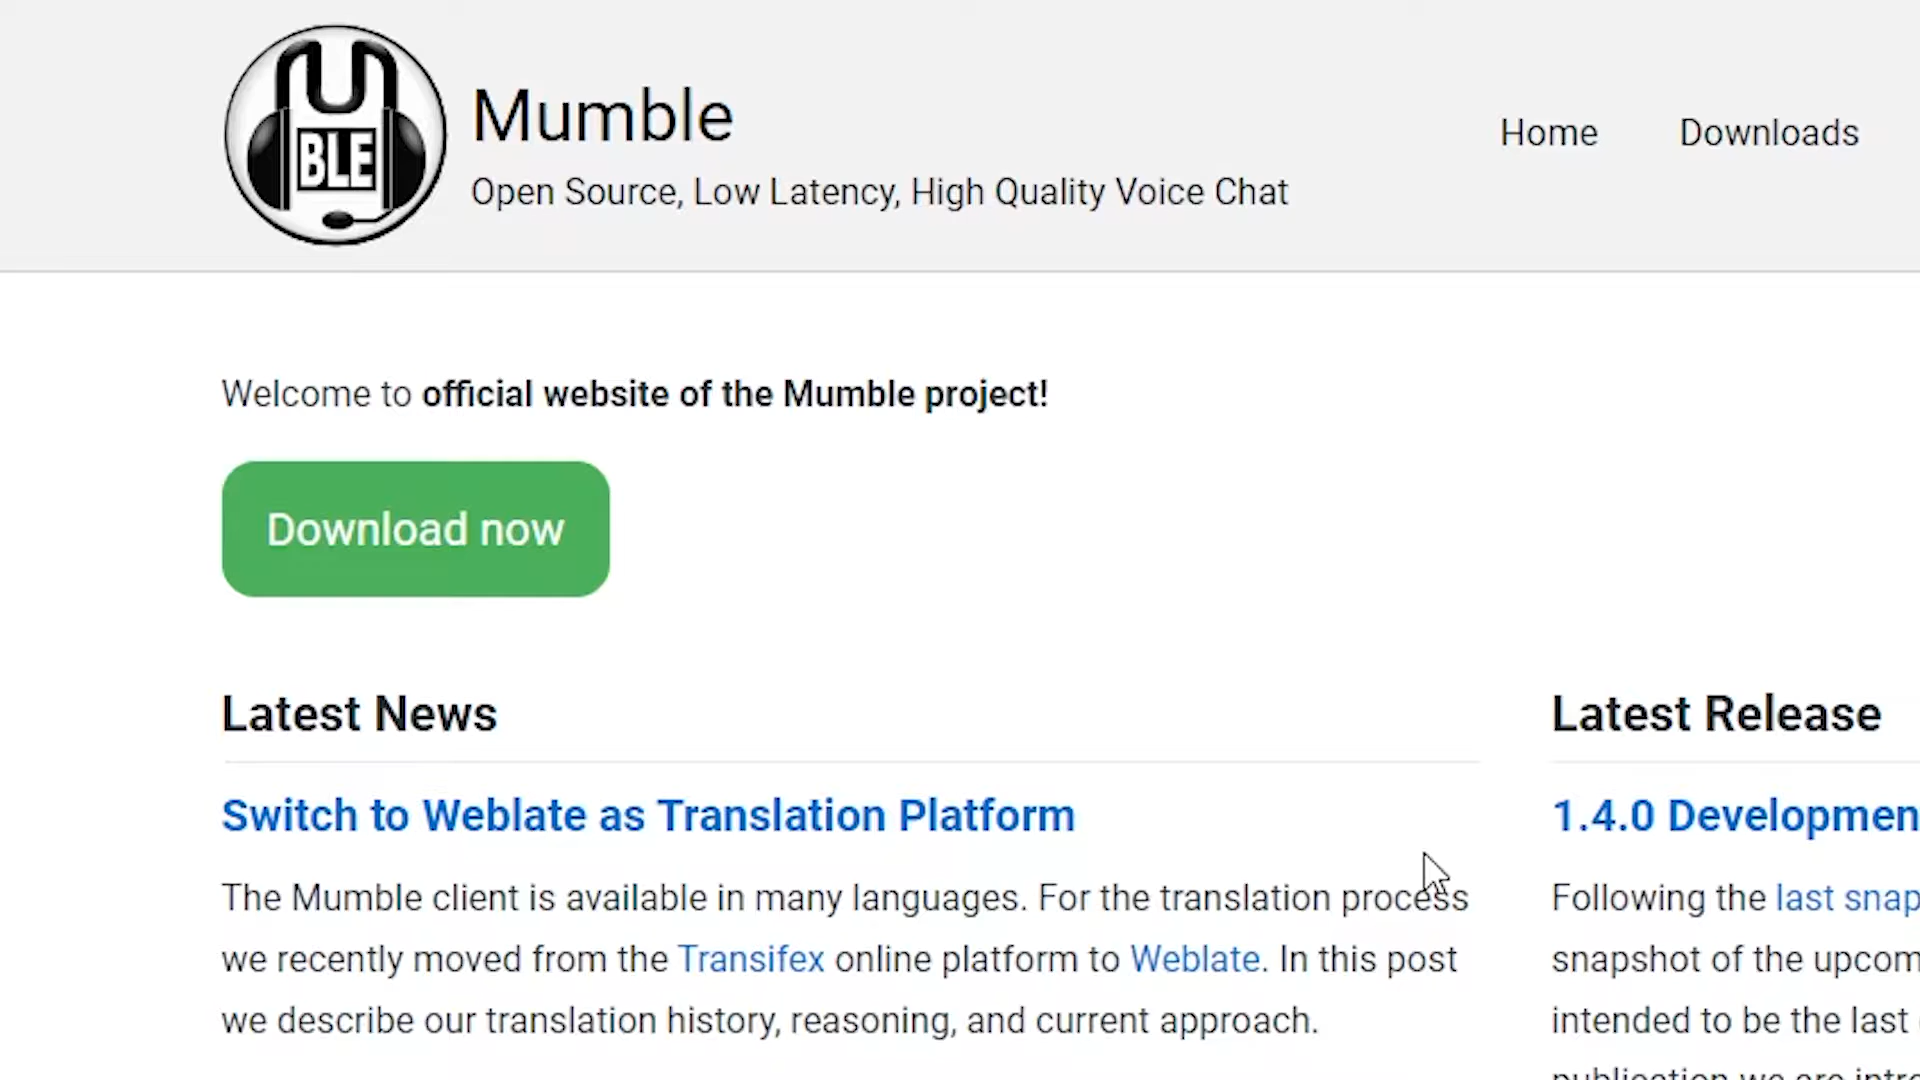 BLE
Mumble
Open Source, Low Latency, High Quality Voice Chat
Home
Downloads
Welcome to official website of the Mumble project!
Download now
Latest News
Switch to Weblate as Translation Platform
The Mumble client is available in many languages. For the translation process
we recently moved from the Transifex online platform to Weblate. In this post
we describe our translation history, reasoning, and current approach.
Latest Release
1.4.0 Developmen
Following the last snap
snapshot of the upcom
intended to be the last